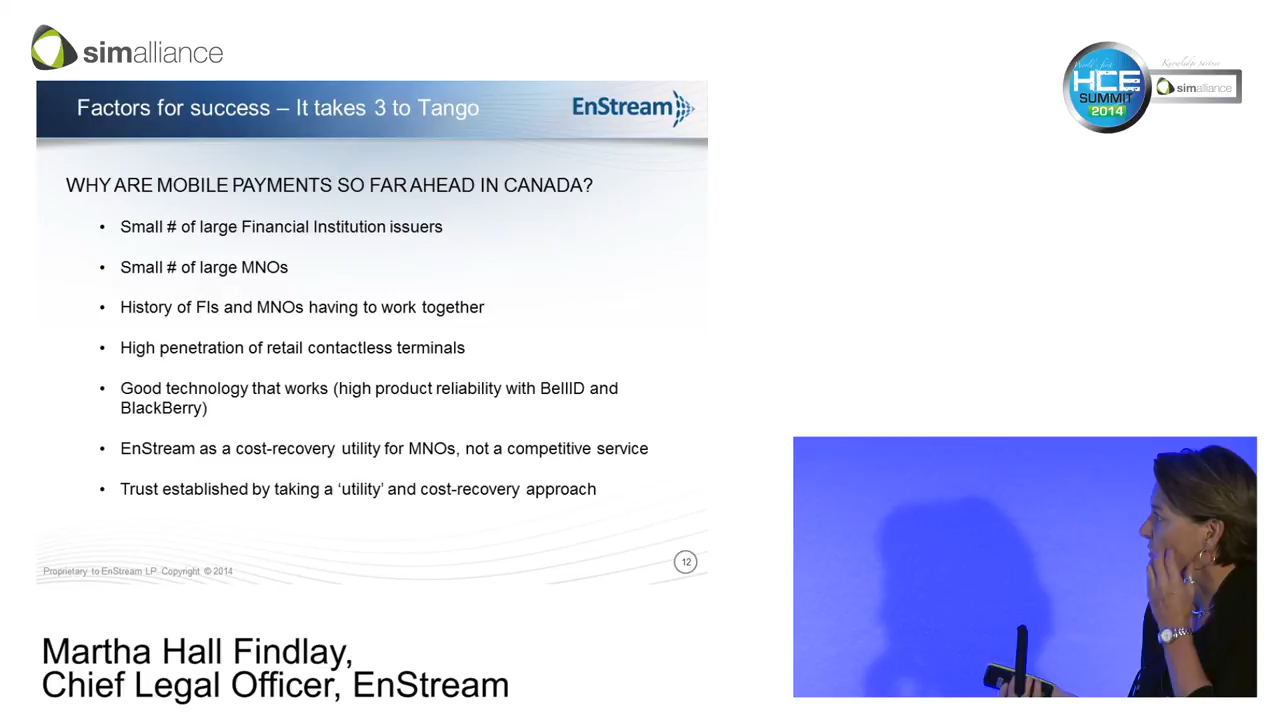 simalliance
World's first
HCE
SUMMIT
2014
Knowledge partner
simalliance
Factors for success – It takes 3 to Tango
EnStream
WHY ARE MOBILE PAYMENTS SO FAR AHEAD IN CANADA?
• Small # of large Financial Institution issuers
• Small # of large MNOs
• History of FIs and MNOs having to work together
• High penetration of retail contactless terminals
• Good technology that works (high product reliability with BellID and
BlackBerry)
• EnStream as a cost-recovery utility for MNOs, not a competitive service
• Trust established by taking a ‘utility’ and cost-recovery approach
Proprietary to EnStream LP. Copyright © 2014
12
Martha Hall Findlay,
Chief Legal Officer, EnStream